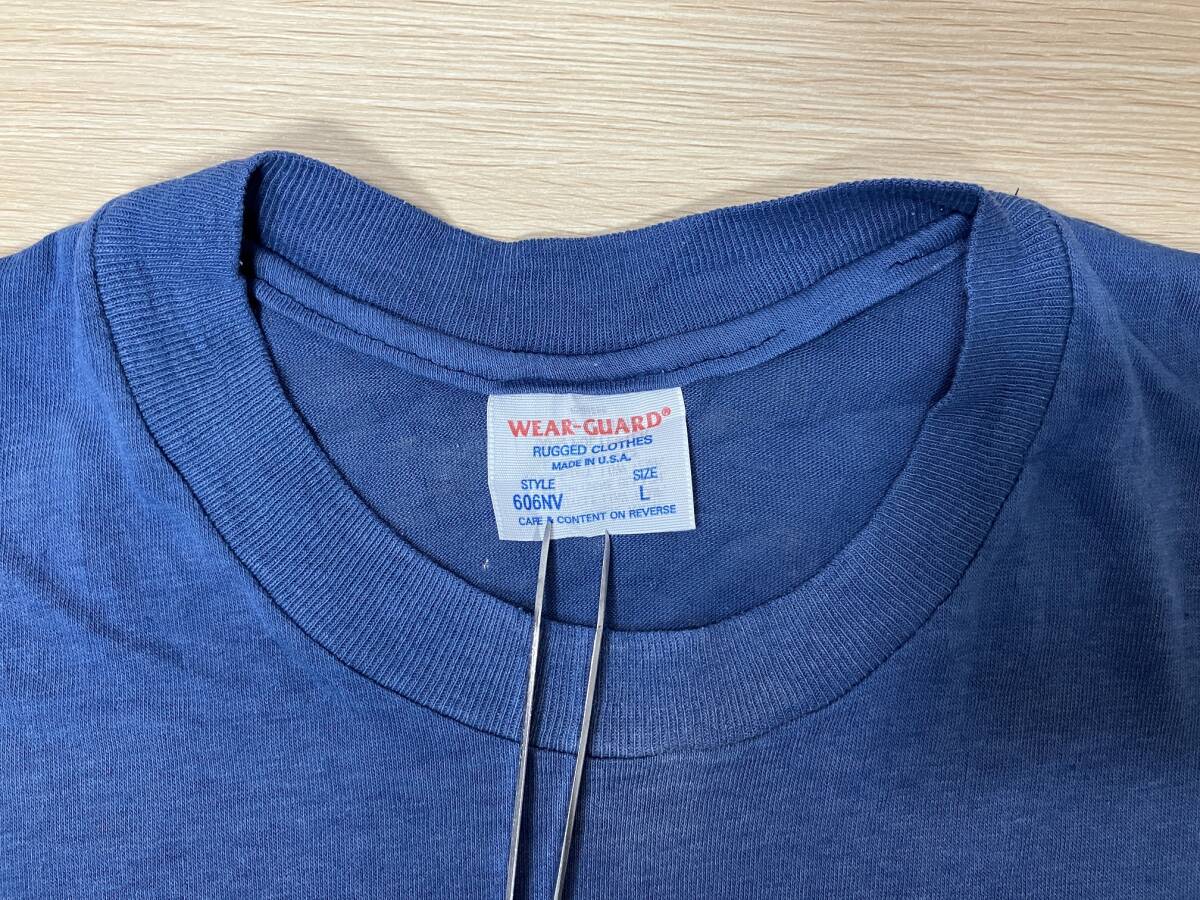 WEAR-GUARD®
RUGGED CLOTHES
MADE IN U.S.A.
STYLE SIZE
606NV L
CARE & CONTENT ON REVERSE